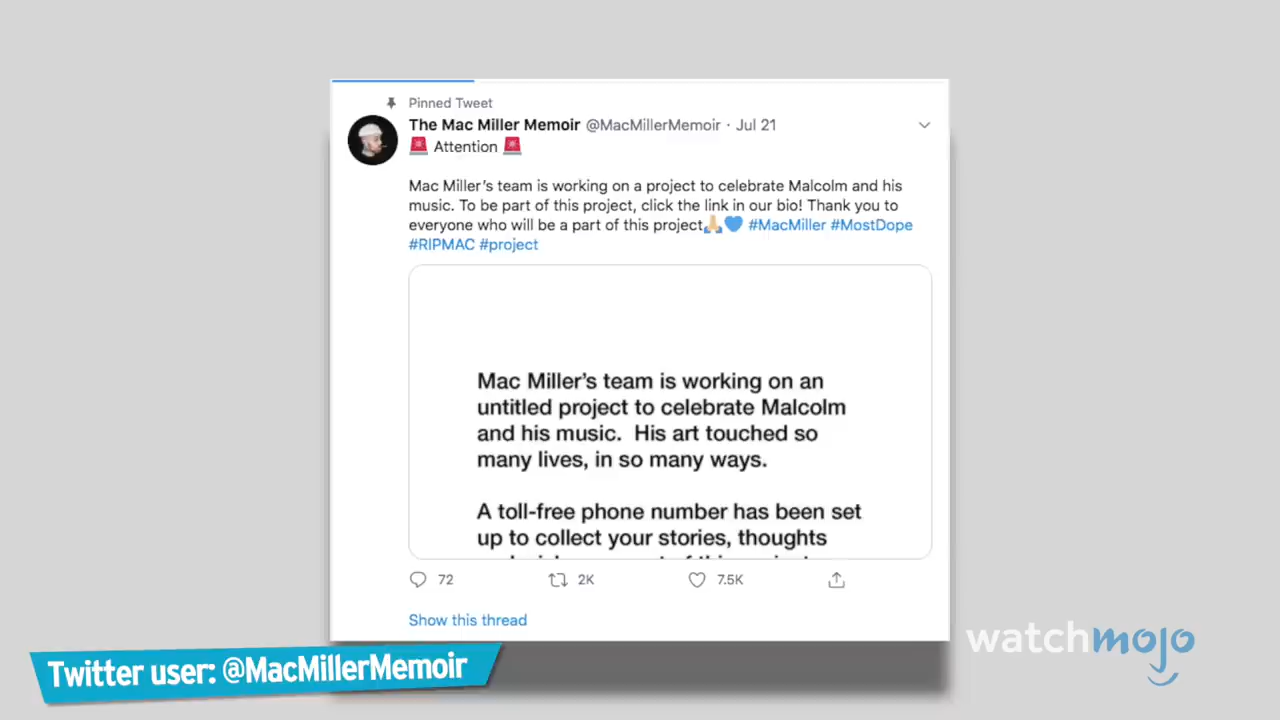 Pinned Tweet
The Mac Miller Memoir @MacMillerMemoir · Jul 21
🚨 Attention 🚨
Mac Miller's team is working on a project to celebrate Malcolm and his
music. To be part of this project, click the link in our bio! Thank you to
everyone who will be a part of this project🙏🏼💙 #MacMiller #MostDope
#RIPMAC #project
Mac Miller's team is working on an
untitled project to celebrate Malcolm
and his music.  His art touched so
many lives, in so many ways.
A toll-free phone number has been set
up to collect your stories, thoughts
72 2K 7.5K
Show this thread
watchmojo
Twitter user: @MacMillerMemoir